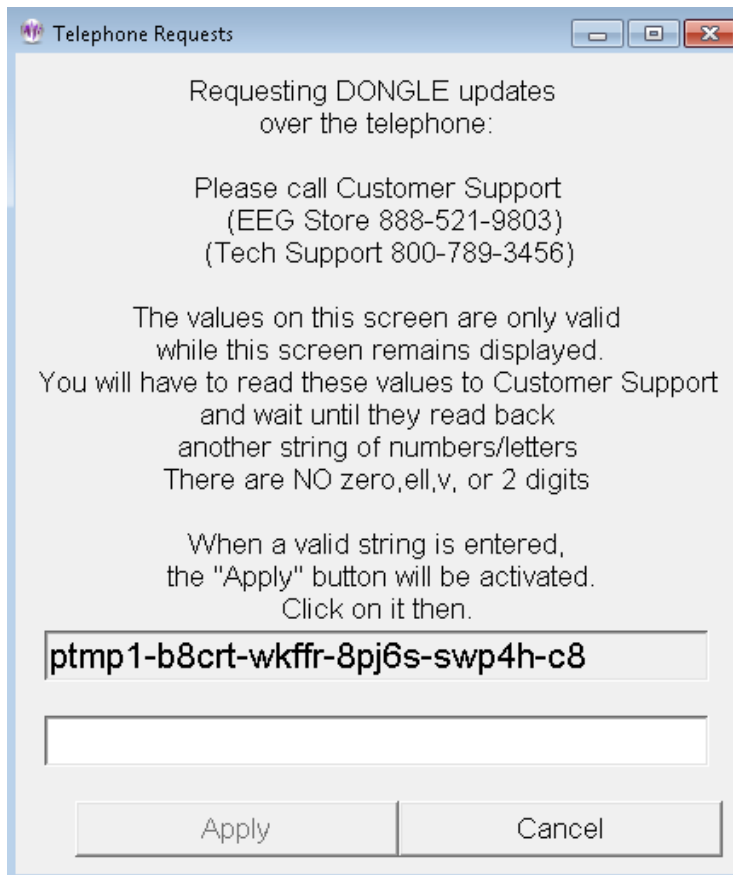 Telephone Requests
Requesting DONGLE updates
over the telephone:
Please call Customer Support
(EEG Store 888-521-9803)
(Tech Support 800-789-3456)
The values on this screen are only valid
while this screen remains displayed.
You will have to read these values to Customer Support
and wait until they read back
another string of numbers/letters
There are NO zero,ell,v, or 2 digits
When a valid string is entered,
the "Apply" button will be activated.
Click on it then.
ptmp1-b8crt-wkffr-8pj6s-swp4h-c8
Apply
Cancel